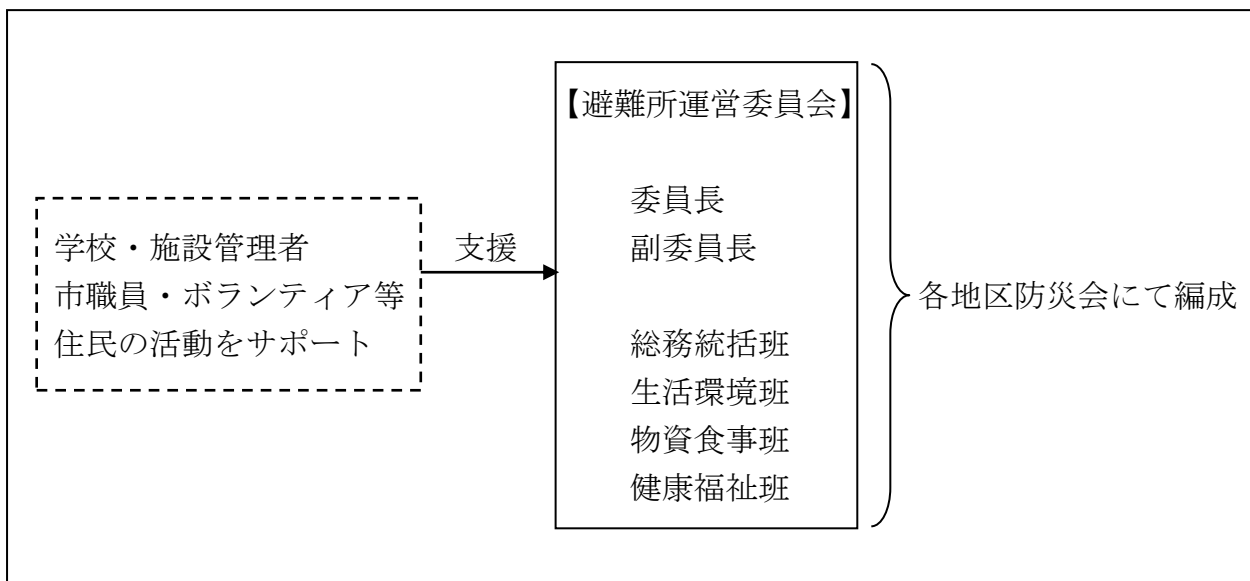 学校・施設管理者
市職員・ボランティア等
住民の活動をサポート
支援
【避難所運営委員会】
委員長
副委員長
総務統括班
生活環境班
物資食事班
健康福祉班
各地区防災会にて編成